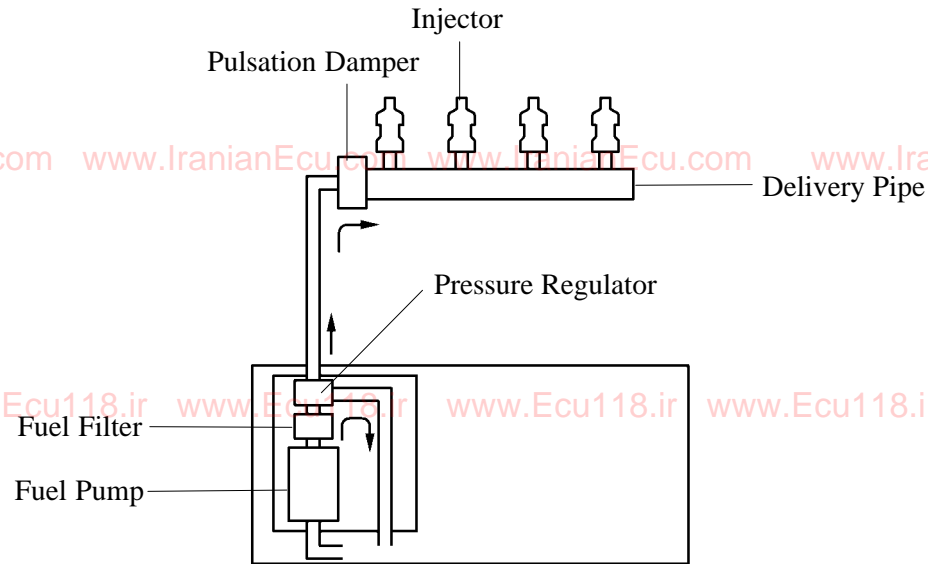 Injector
Pulsation Damper
com www.IranianEcu.com www.IranianEcu.com www.Ira
Delivery Pipe
Pressure Regulator
Ecu118.ir www.Ecu118.ir www.Ecu118.ir www.Ecu118.i
Fuel Filter
Fuel Pump